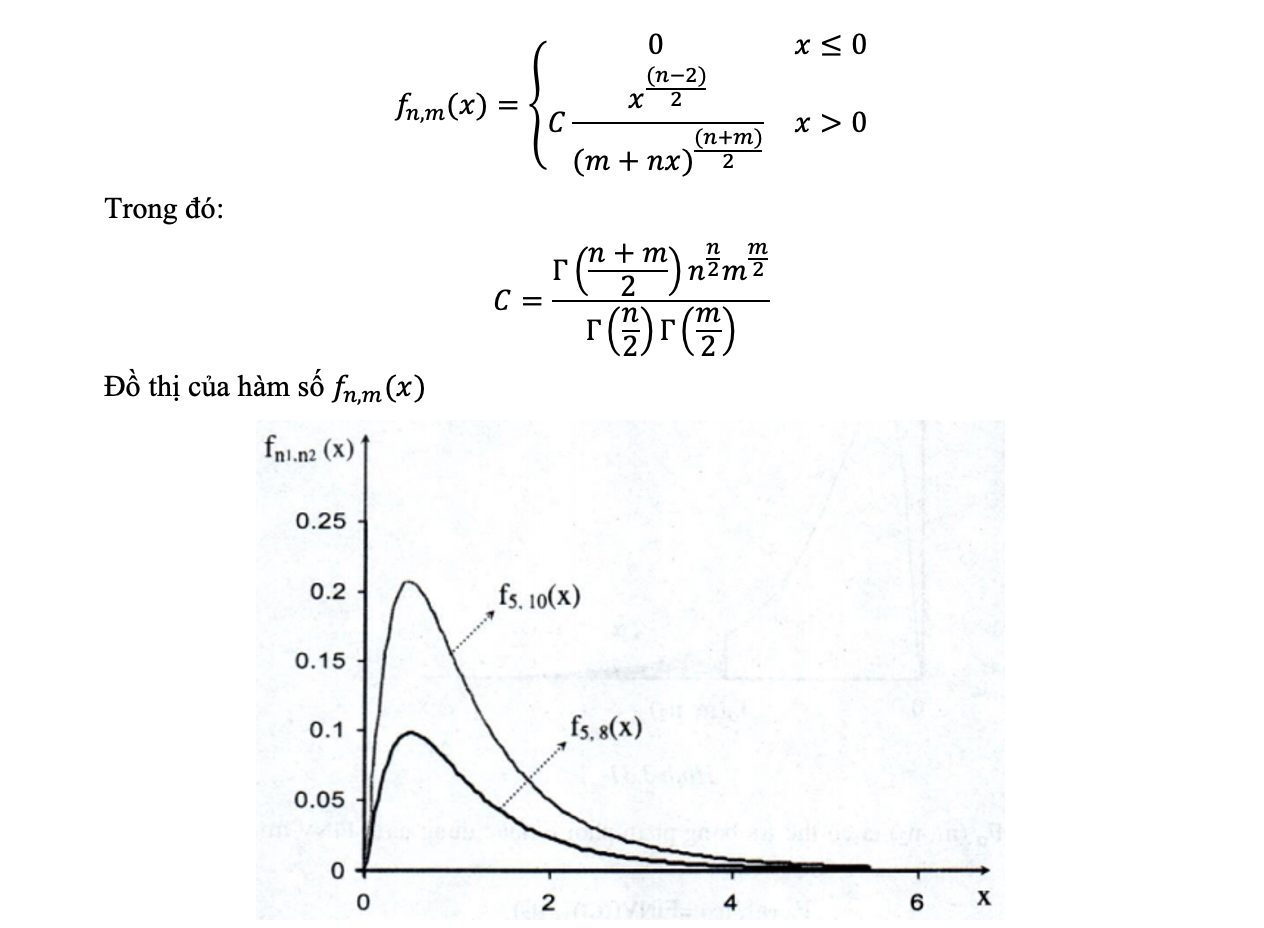 f_{n,m}(x) = { 0 x ≤ 0
C x^{(n−2)/2} / (m + nx)^{(n+m)/2} x > 0
Trong đó:
C = Γ((n + m)/2) n^{n/2} m^{m/2} / Γ(n/2) Γ(m/2)
Đồ thị của hàm số f_{n,m}(x)
f_{n1.n2} (x)
0.25
0.2
f_{5, 10}(x)
0.15
0.1
f_{5, 8}(x)
0.05
0
0 2 4 6 x